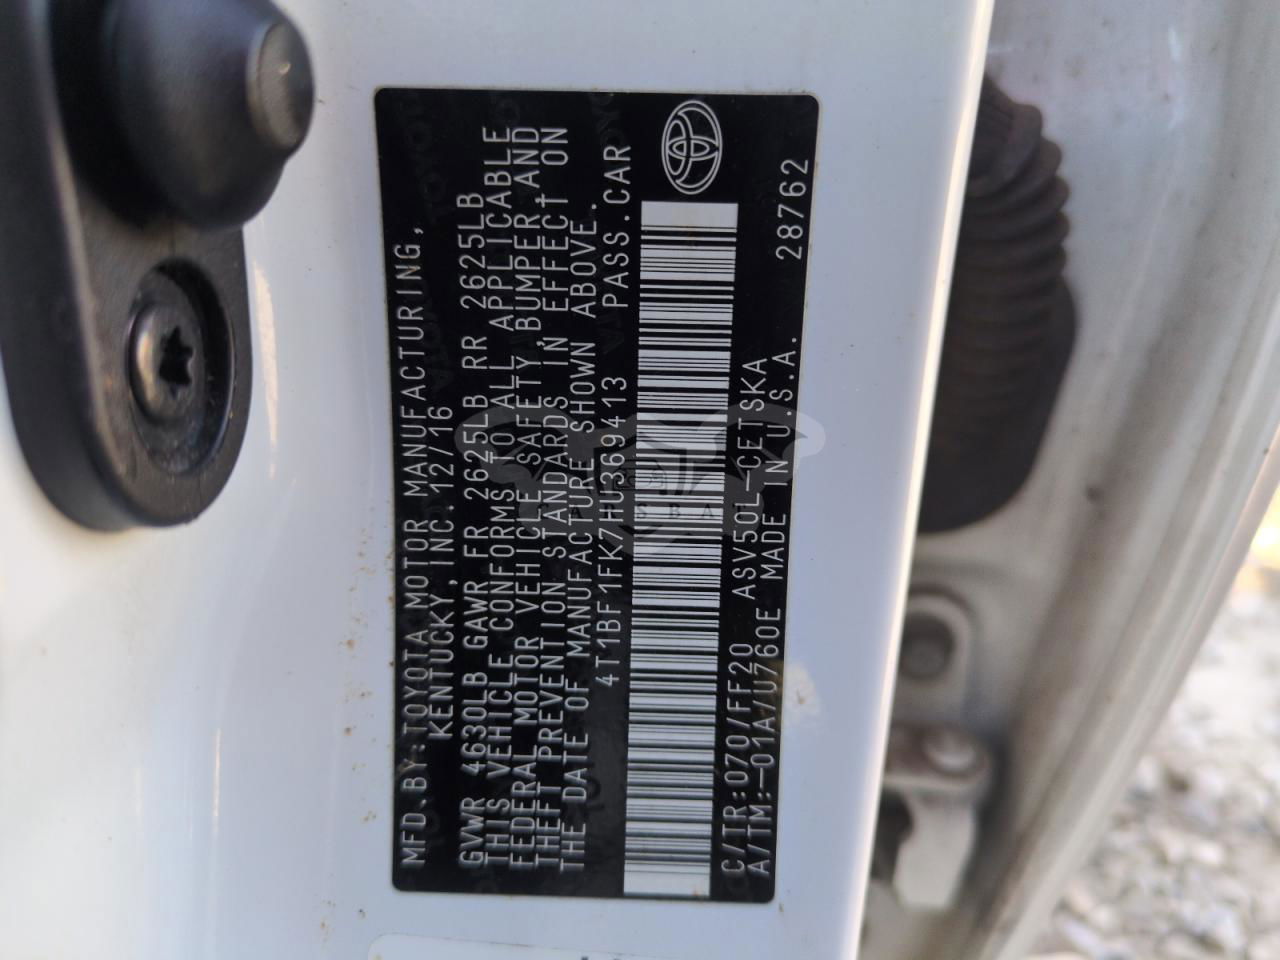 MFD.BY:TOYOTA MOTOR MANUFACTURING,
KENTUCKY,INC.12/16
GVWR 4630LB GAWR FR 2625LB RR 2625LB
THIS VEHICLE CONFORMS TO ALL APPLICABLE
FEDERAL MOTOR VEHICLE SAFETY,BUMPER,AND
THEFT PREVENTION STANDARDS IN EFFECT ON
THE DATE OF MANUFACTURE SHOWN ABOVE.
4T1BF1FK7HU369413 PASS.CAR
C/TR:070/FF20 ASV50L-CETSKA
A/TM:-01A/U760E MADE IN U.S.A. 28762
CARSBAT